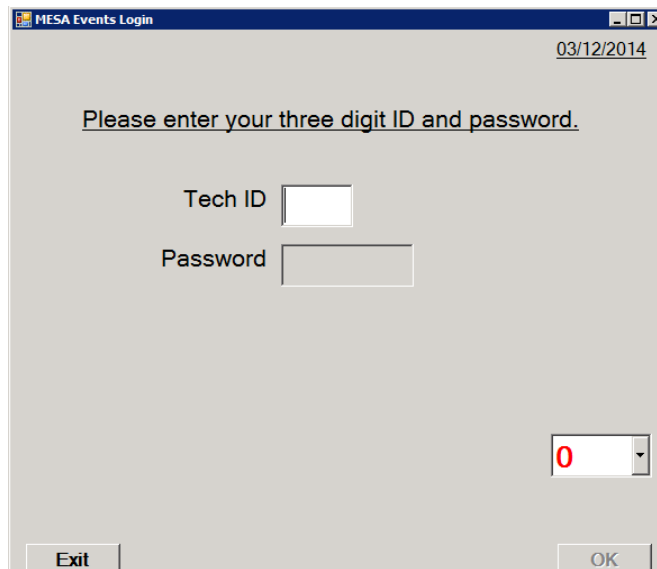 MESA Events Login
03/12/2014
Please enter your three digit ID and password.
Tech ID
Password
0
Exit
OK